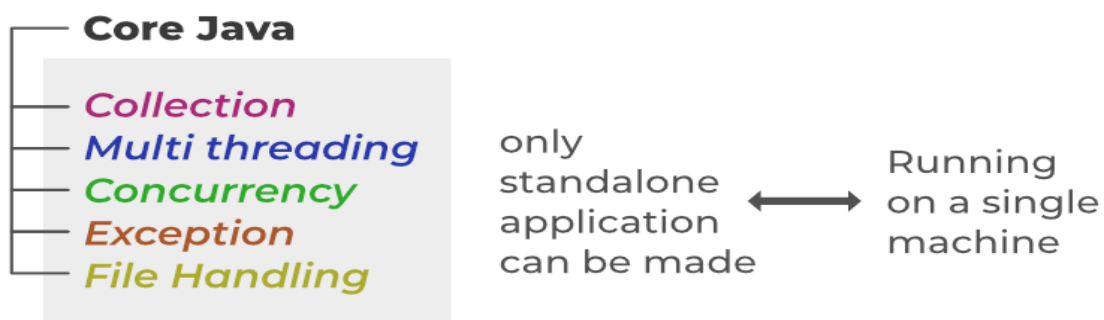 Core Java
Collection
Multi threading
Concurrency
Exception
File Handling
only
standalone
application
can be made
Running
on a single
machine